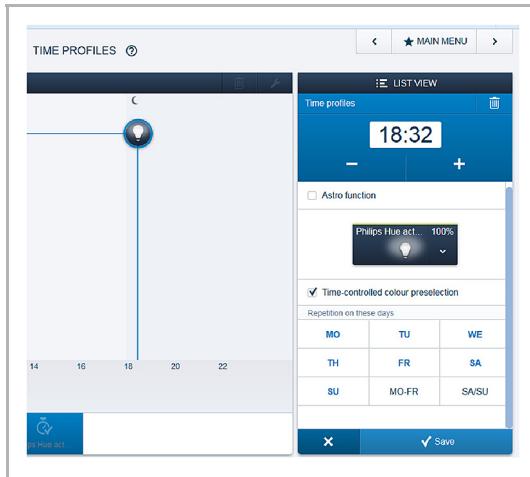 MAIN MENU
TIME PROFILES
LIST VIEW
Time profiles
18:32
Astro function
Philips Hue act... 100%
Time-controlled colour preselection
Repetition on these days
MO TU WE
TH FR SA
SU MO-FR SA/SU
14 16 18 20 22
ps Hue act
Save